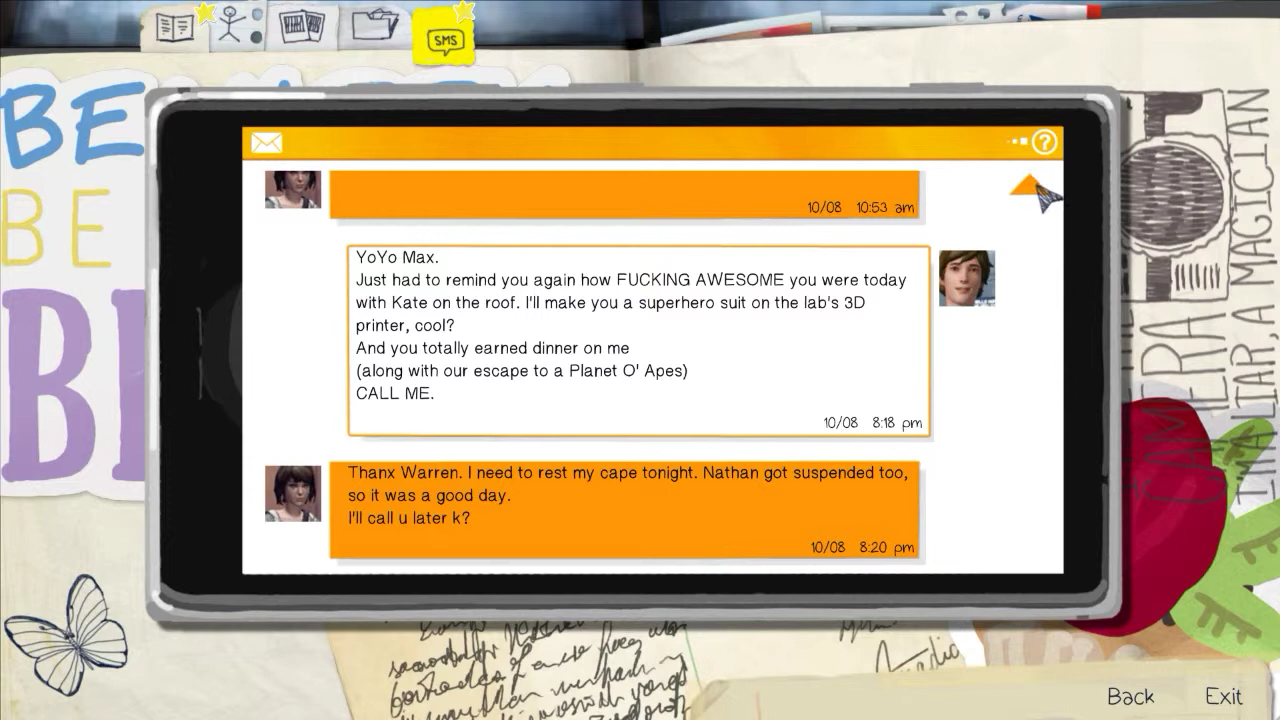 SMS
BE
BE
?
10/08 10:53 am
YoYo Max.
Just had to remind you again how FUCKING AWESOME you were today
with Kate on the roof. I'll make you a superhero suit on the lab's 3D
printer, cool?
And you totally earned dinner on me
(along with our escape to a Planet O' Apes)
CALL ME.
10/08 8:18 pm
Thanx Warren. I need to rest my cape tonight. Nathan got suspended too,
so it was a good day.
I'll call u later k?
10/08 8:20 pm
A MAGICIAN
Back Exit